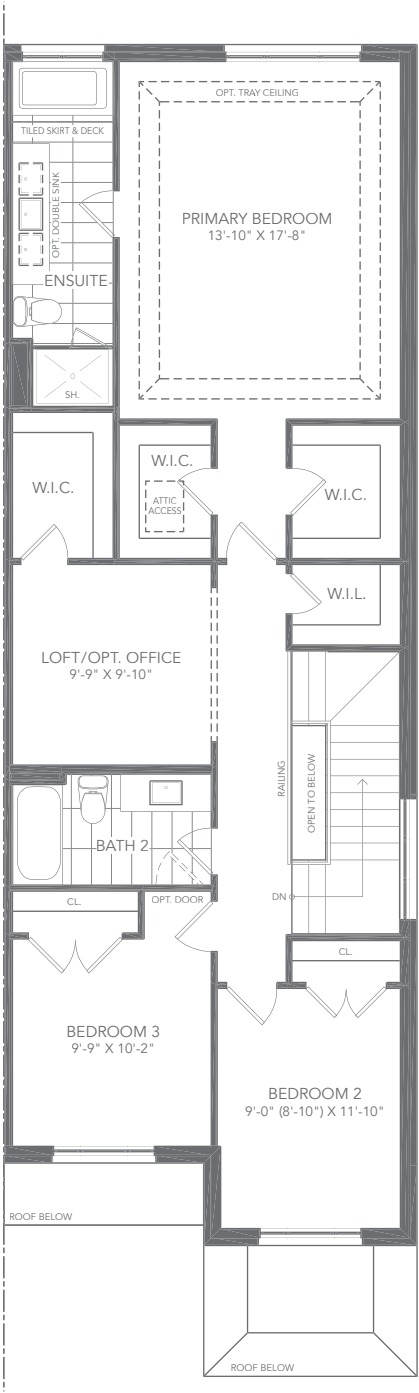 OPT. TRAY CEILING
TILED SKIRT & DECK
OPT. DOUBLE SINK
PRIMARY BEDROOM
13'-10" X 17'-8"
ENSUITE
SH.
W.I.C.
W.I.C.
ATTIC
ACCESS
W.I.C.
W.I.L.
LOFT/OPT. OFFICE
9'-9" X 9'-10"
RAILING
OPEN TO BELOW
BATH 2
DN
CL.
OPT. DOOR
CL.
BEDROOM 3
9'-9" X 10'-2"
BEDROOM 2
9'-0" (8'-10") X 11'-10"
ROOF BELOW
ROOF BELOW